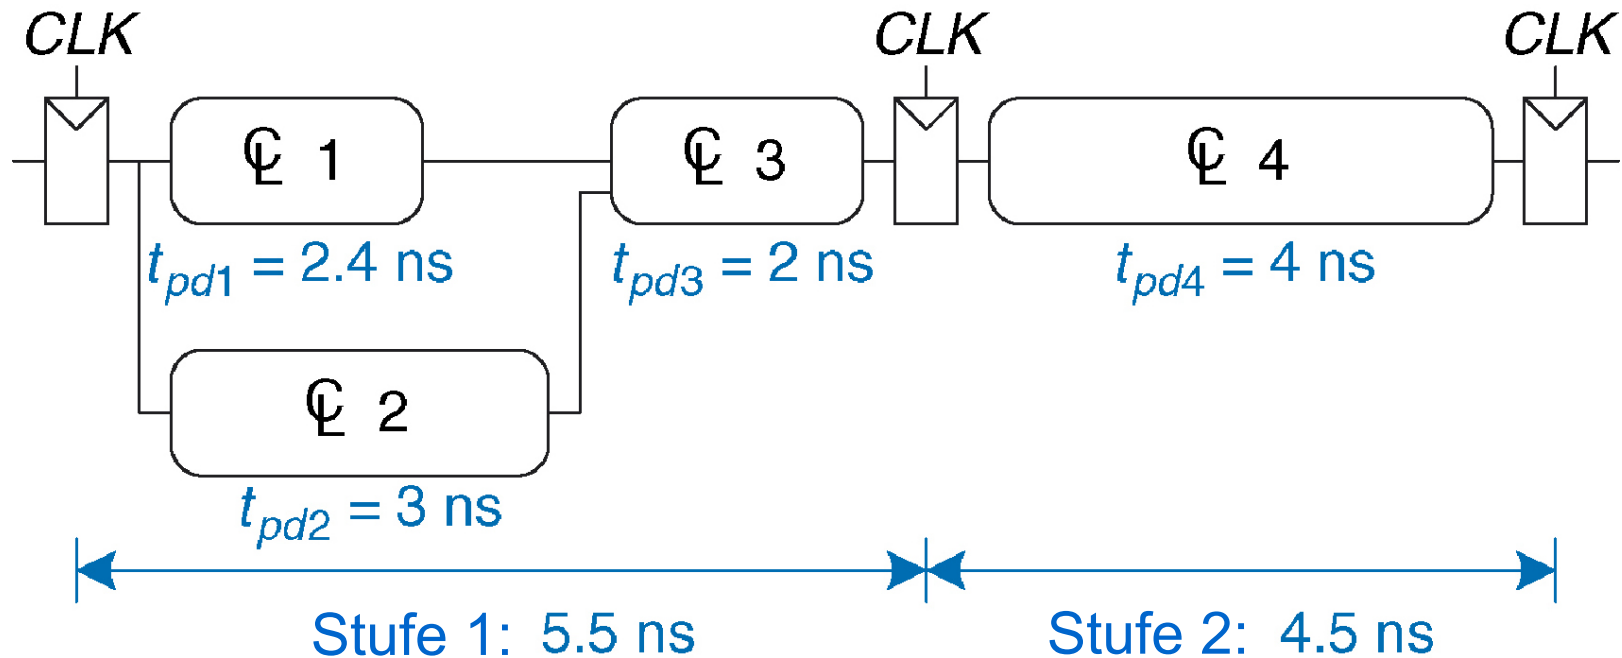 CLK CLK CLK
CL 1 CL 3 CL 4
tpd1 = 2.4 ns tpd3 = 2 ns tpd4 = 4 ns
CL 2
tpd2 = 3 ns
Stufe 1: 5.5 ns Stufe 2: 4.5 ns